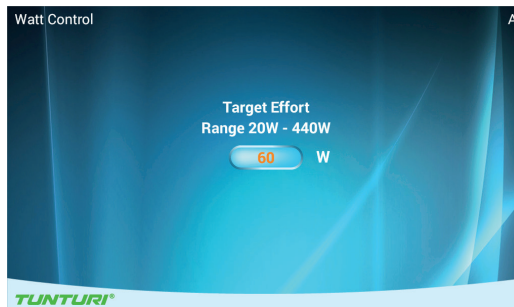 Watt Control
A
Target Effort
Range 20W - 440W
60 W
TUNTURI®